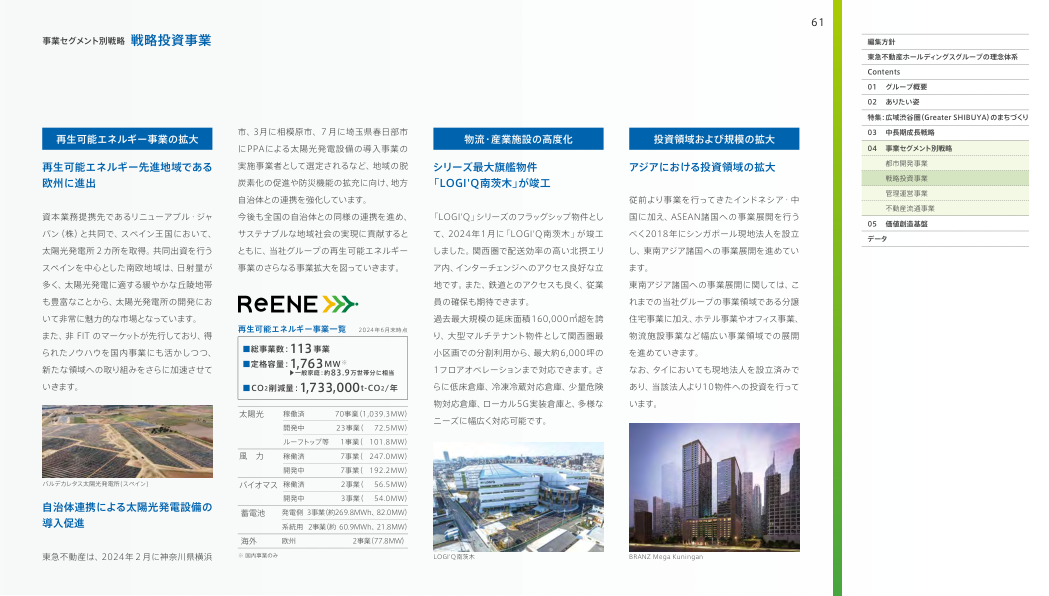 61
事業セグメント別戦略 戦略投資事業
再生可能エネルギー事業の拡大
再生可能エネルギー先進地域である
欧州に進出
資本業務提携先であるリニューアブル・ジャ
パン（株）と共同で、スペイン王国において、
太陽光発電所２カ所を取得。共同出資を行う
スペインを中心とした南欧地域は、日射量が
多く、太陽光発電に適する緩やかな丘陵地帯
も豊富なことから、太陽光発電所の開発にお
いて非常に魅力的な市場となっています。
また、非 FIT のマーケットが先行しており、得
られたノウハウを国内事業にも活かしつつ、
新たな領域への取り組みをさらに加速させて
いきます。
バルデカレタス太陽光発電所[スペイン]
自治体連携による太陽光発電設備の
導入促進
東急不動産は、2024年２月に神奈川県横浜
市、3月に相模原市、７月に埼玉県春日部市
にPPAによる太陽光発電設備の導入事業の
実施事業者として選定されるなど、地域の脱
炭素化の促進や防災機能の拡充に向け、地方
自治体との連携を強化しています。
今後も全国の自治体との同様の連携を進め、
サステナブルな地域社会の実現に貢献すると
ともに、当社グループの再生可能エネルギー
事業のさらなる事業拡大を図っていきます。
ReENE
再生可能エネルギー事業一覧 2024年6月末時点
■総事業数：113事業
■定格容量：1,763MW※
▶一般家庭：約83.9万世帯分に相当
■CO2削減量：1,733,000t-CO2/年
太陽光 稼働済 70事業（1,039.3MW）
開発中 23事業（ 72.5MW）
ルーフトップ等 1事業（ 101.8MW）
風　力 稼働済 7事業（ 247.0MW）
開発中 7事業（ 192.2MW）
バイオマス 稼働済 2事業（ 56.5MW）
開発中 3事業（ 54.0MW）
蓄電池 発電側 3事業（約269.8MWh、82.0MW）
系統用 2事業（約 60.9MWh、21.8MW）
海外 欧州 2事業（77.8MW）
※ 国内事業のみ
物流・産業施設の高度化
シリーズ最大旗艦物件
「LOGI'Q南茨木」が竣工
「LOGI'Q」シリーズのフラッグシップ物件とし
て、2024年１月に「LOGI'Q南茨木」が竣工
しました。関西圏で配送効率の高い北摂エリ
ア内、インターチェンジへのアクセス良好な立
地です。また、鉄道とのアクセスも良く、従業
員の確保も期待できます。
過去最大規模の延床面積160,000㎡超を誇
り、大型マルチテナント物件として関西圏最
小区画での分割利用から、最大約6,000坪の
1フロアオペレーションまで対応できます。さ
らに低床倉庫、冷凍冷蔵対応倉庫、少量危険
物対応倉庫、ローカル5G実装倉庫と、多様な
ニーズに幅広く対応可能です。
LOGI'Q南茨木
投資領域および規模の拡大
アジアにおける投資領域の拡大
従前より事業を行ってきたインドネシア・中
国に加え、ASEAN諸国への事業展開を行う
べく2018年にシンガポール現地法人を設立
し、東南アジア諸国への事業展開を進めてい
ます。
東南アジア諸国への事業展開に関しては、こ
れまでの当社グループの事業領域である分譲
住宅事業に加え、ホテル事業やオフィス事業、
物流施設事業など幅広い事業領域での展開
を進めていきます。
なお、タイにおいても現地法人を設立済みで
あり、当該法人より10物件への投資を行って
います。
BRANZ Mega Kuningan
編集方針
東急不動産ホールディングスグループの理念体系
Contents
01 グループ概要
02 ありたい姿
特集：広域渋谷圏（Greater SHIBUYA）のまちづくり
03 中長期成長戦略
04 事業セグメント別戦略
都市開発事業
戦略投資事業
管理運営事業
不動産流通事業
05 価値創造基盤
データ